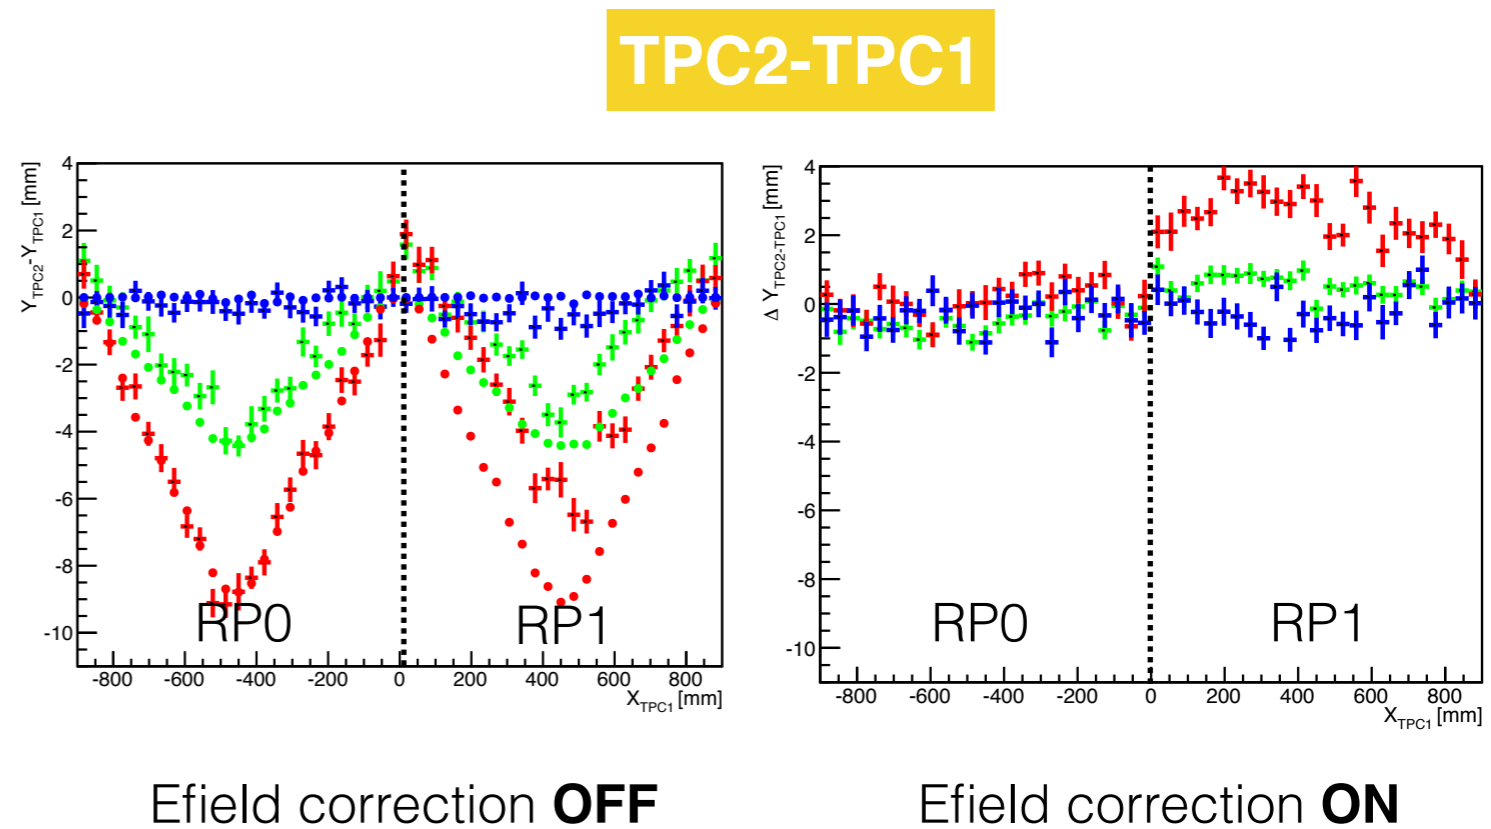 TPC2-TPC1
Y_TPC2-Y_TPC1 [mm]
4
2
0
-2
-4
-6
-8
-10
RP0
RP1
-800 -600 -400 -200 0 200 400 600 800
X_TPC1 [mm]
Δ Y_TPC2-TPC1 [mm]
4
2
0
-2
-4
-6
-8
-10
RP0
RP1
-800 -600 -400 -200 0 200 400 600 800
X_TPC1 [mm]
Efield correction OFF
Efield correction ON